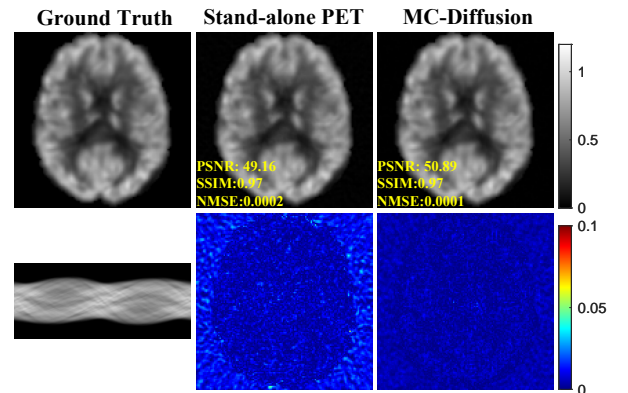 Ground Truth
Stand-alone PET
MC-Diffusion
PSNR: 49.16
SSIM:0.97
NMSE:0.0002
PSNR: 50.89
SSIM:0.97
NMSE:0.0001
1
0.5
0
0.1
0.05
0